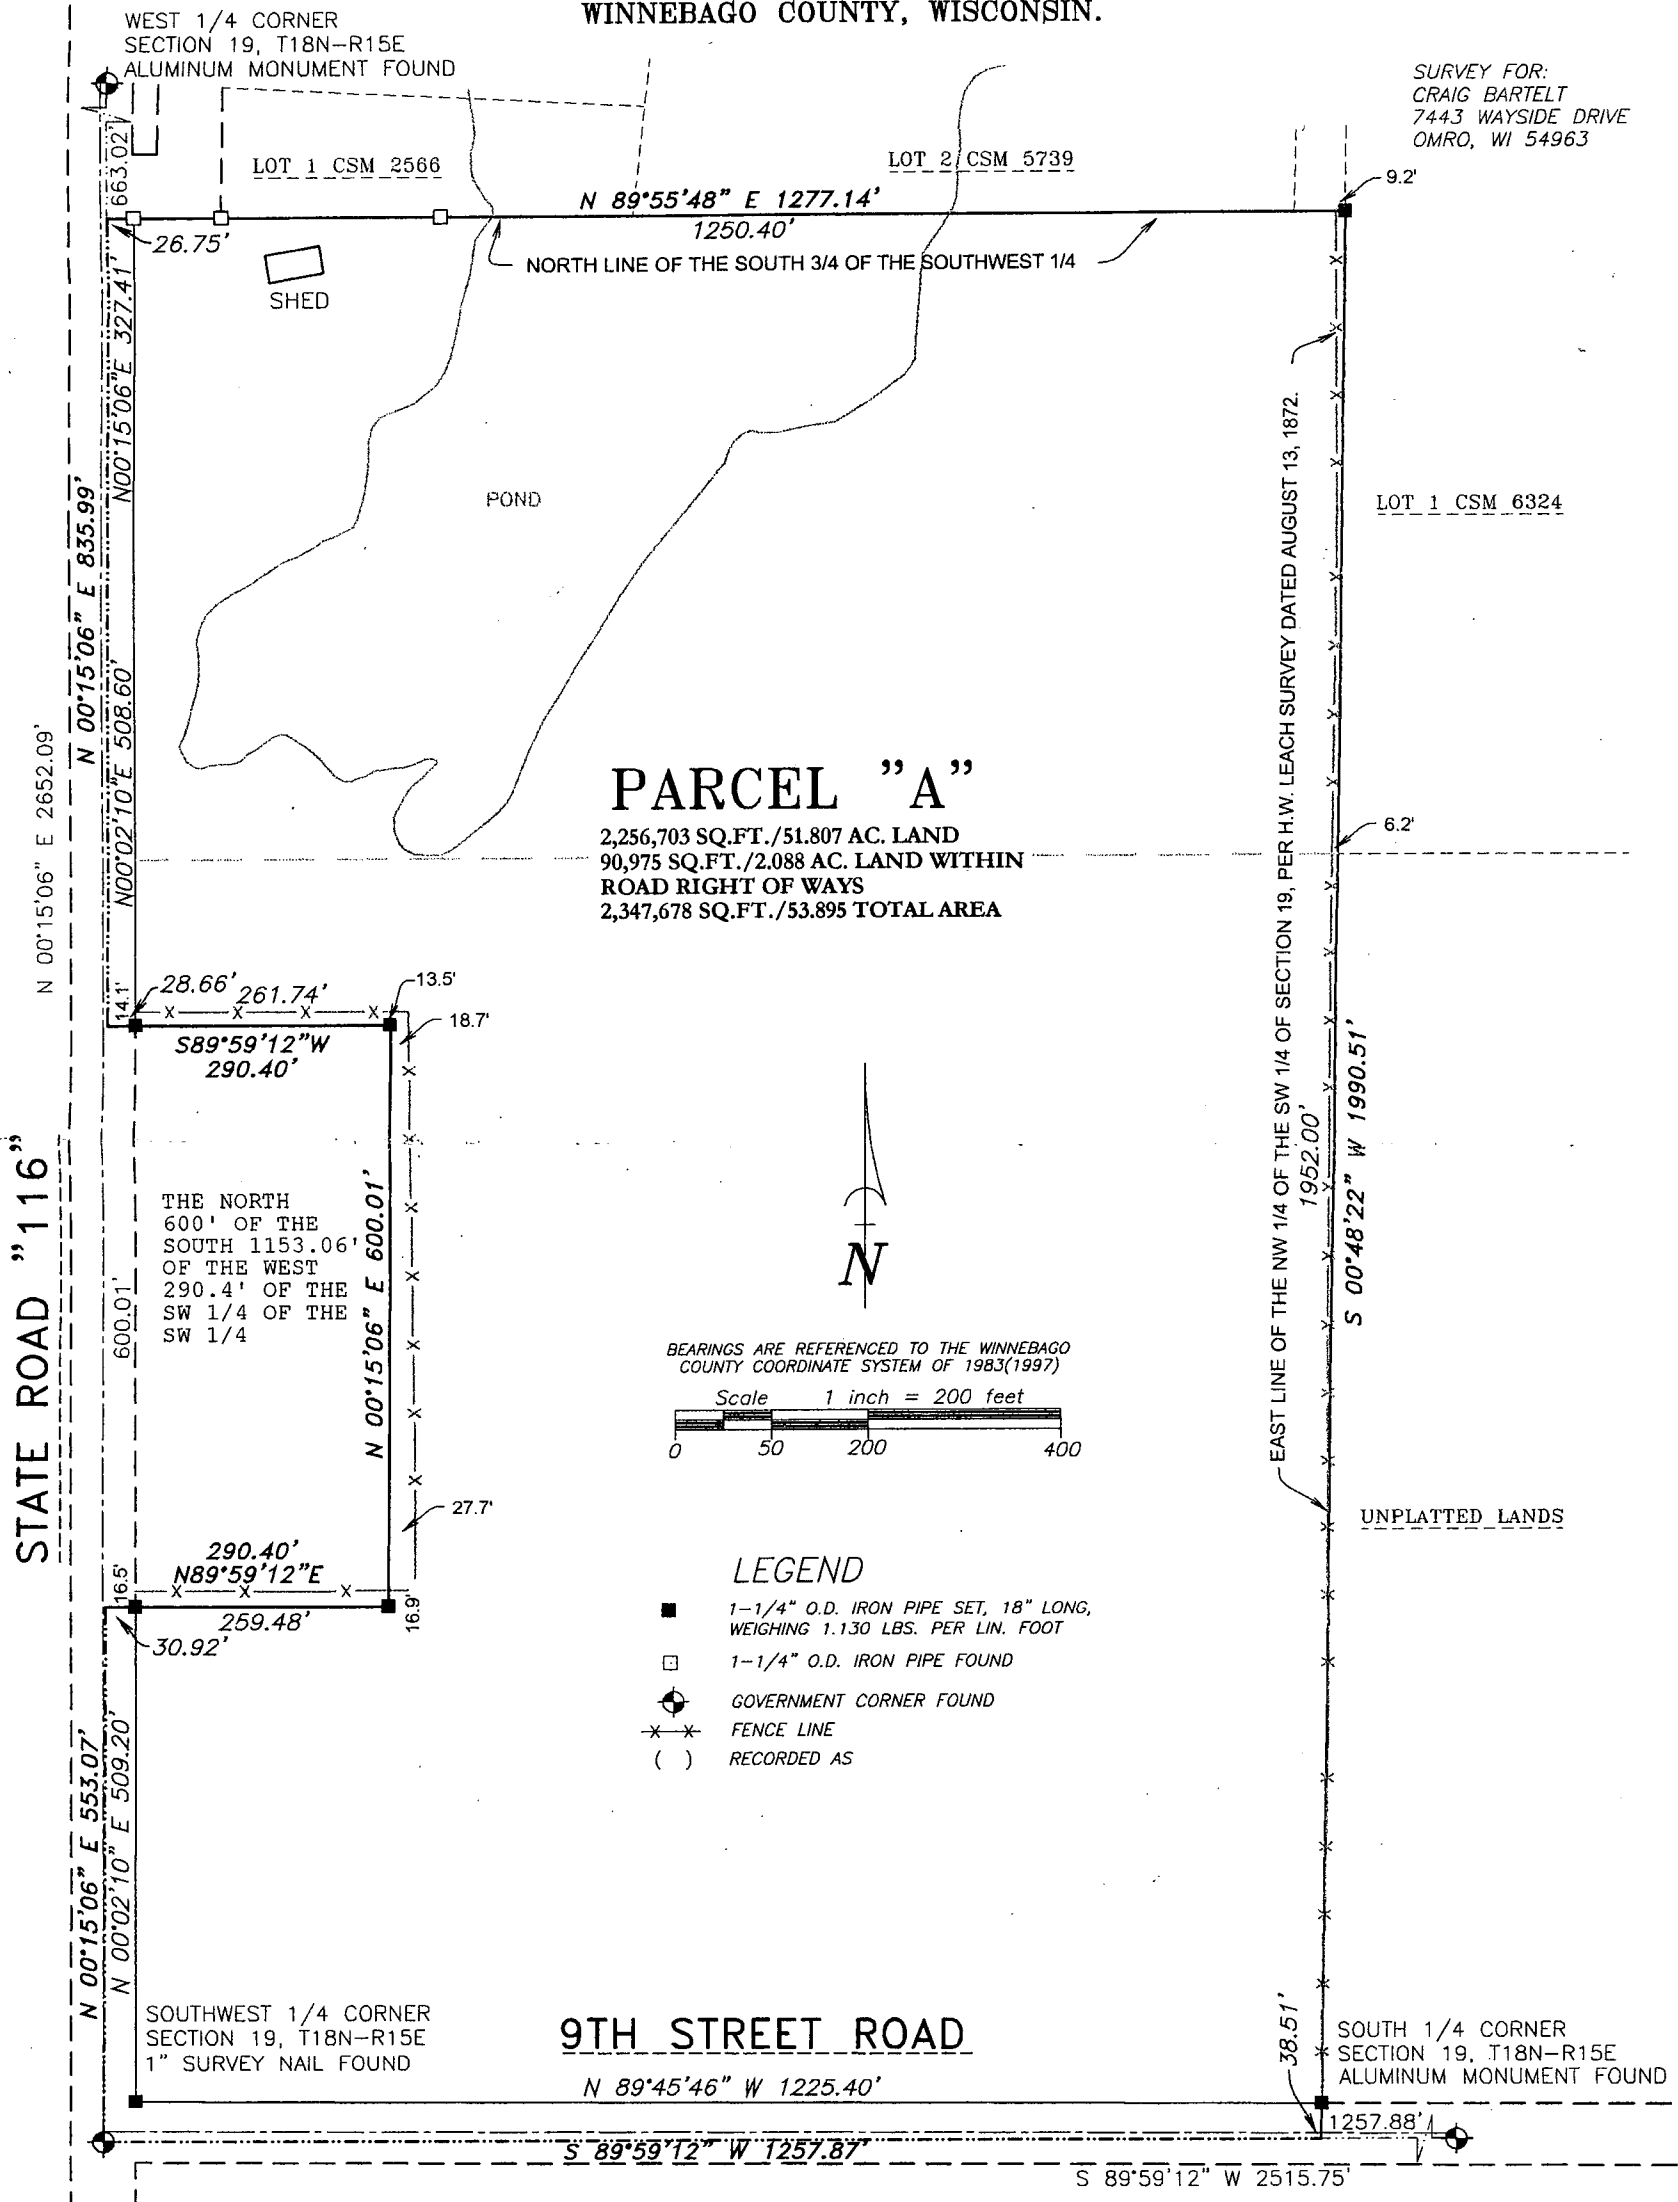 WINNEBAGO COUNTY, WISCONSIN.
WEST 1/4 CORNER
SECTION 19, T18N-R15E
ALUMINUM MONUMENT FOUND
SURVEY FOR:
CRAIG BARTELT
7443 WAYSIDE DRIVE
OMRO, WI 54963
663.02'
LOT 1 CSM 2566
LOT 2 CSM 5739
9.2'
N 89°55'48" E 1277.14'
1250.40'
26.75'
NORTH LINE OF THE SOUTH 3/4 OF THE SOUTHWEST 1/4
SHED
N00°15'06"E 327.41'
POND
LOT 1 CSM 6324
N 00°15'06" E 835.99'
N00°02'10"E 508.60'
N 00°15'06" E 2652.09'
EAST LINE OF THE NW 1/4 OF THE SW 1/4 OF SECTION 19, PER H.W. LEACH SURVEY DATED AUGUST 13, 1872.
PARCEL "A"
2,256,703 SQ.FT./51.807 AC. LAND
90,975 SQ.FT./2.088 AC. LAND WITHIN
ROAD RIGHT OF WAYS
2,347,678 SQ.FT./53.895 TOTAL AREA
6.2'
14.1'
28.66'
261.74'
13.5'
18.7'
S89°59'12"W
290.40'
1952.00'
S 00°48'22" W 1990.51'
STATE ROAD "116"
THE NORTH
600' OF THE
SOUTH 1153.06'
OF THE WEST
290.4' OF THE
SW 1/4 OF THE
SW 1/4
600.01'
N 00°15'06" E 600.01'
N
BEARINGS ARE REFERENCED TO THE WINNEBAGO
COUNTY COORDINATE SYSTEM OF 1983(1997)
Scale 1 inch = 200 feet
0 50 200 400
27.7'
UNPLATTED LANDS
290.40'
N89°59'12"E
16.5'
259.48'
16.9'
30.92'
LEGEND
1-1/4" O.D. IRON PIPE SET, 18" LONG,
WEIGHING 1.130 LBS. PER LIN. FOOT
1-1/4" O.D. IRON PIPE FOUND
GOVERNMENT CORNER FOUND
FENCE LINE
( ) RECORDED AS
N 00°15'06" E 553.07'
N 00°02'10" E 509.20'
SOUTHWEST 1/4 CORNER
SECTION 19, T18N-R15E
1" SURVEY NAIL FOUND
9TH STREET ROAD
38.51'
SOUTH 1/4 CORNER
SECTION 19, T18N-R15E
ALUMINUM MONUMENT FOUND
N 89°45'46" W 1225.40'
1257.88'
S 89°59'12" W 1257.87'
S 89°59'12" W 2515.75'